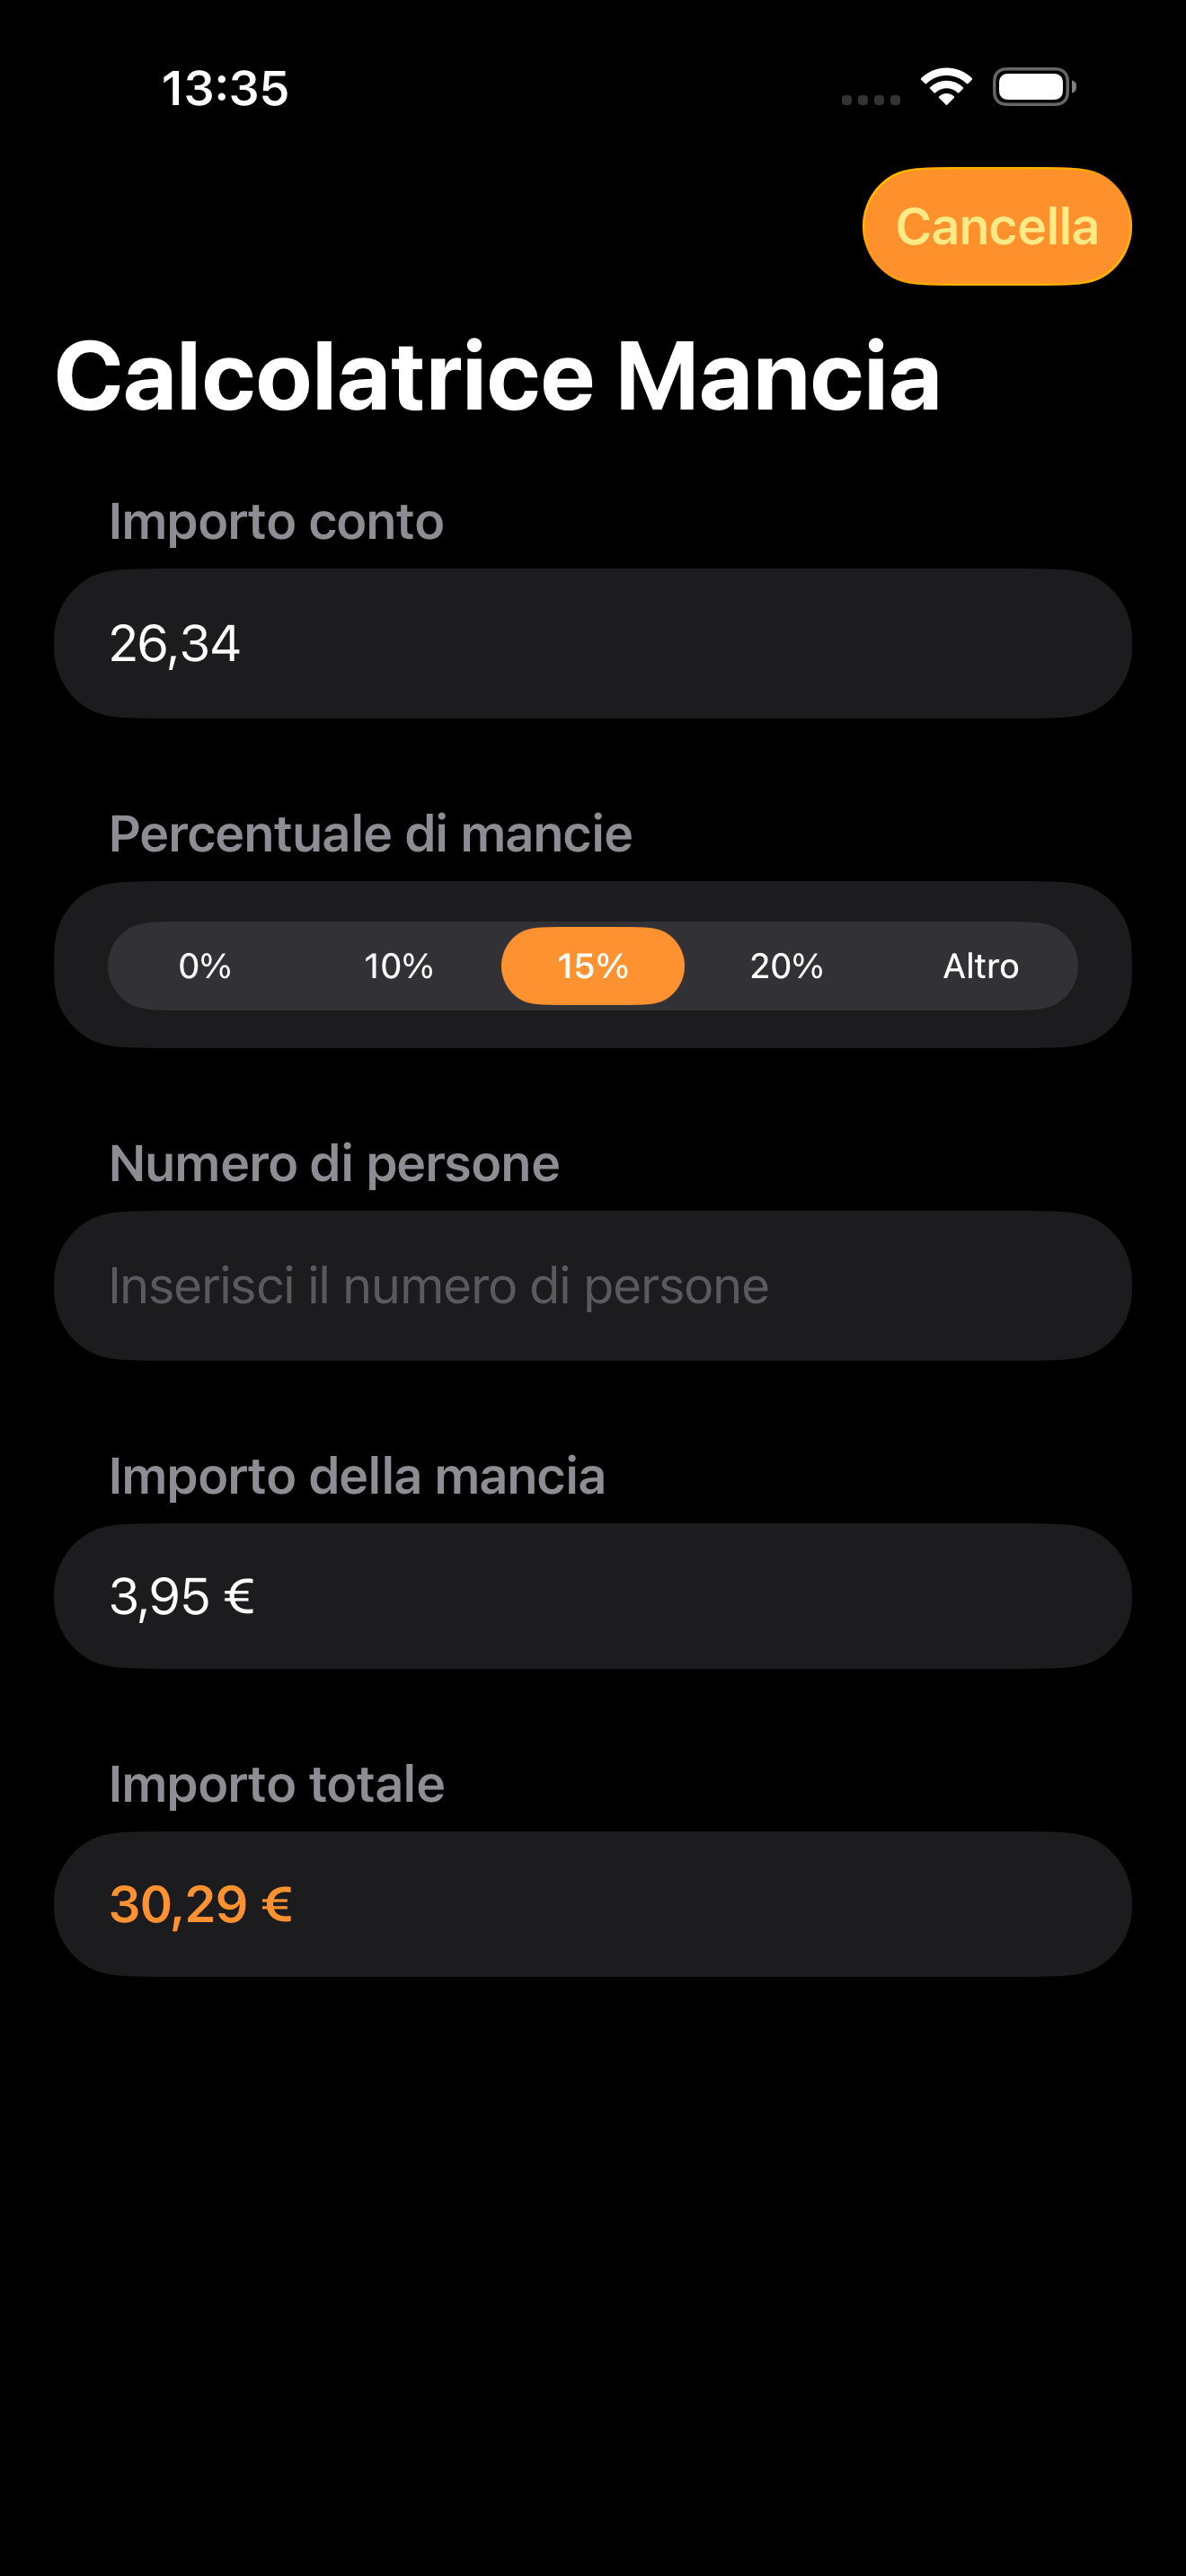 13:35
Cancella
Calcolatrice Mancia
Importo conto
26,34
Percentuale di mancie
0% 10% 15% 20% Altro
Numero di persone
Inserisci il numero di persone
Importo della mancia
3,95 €
Importo totale
30,29 €